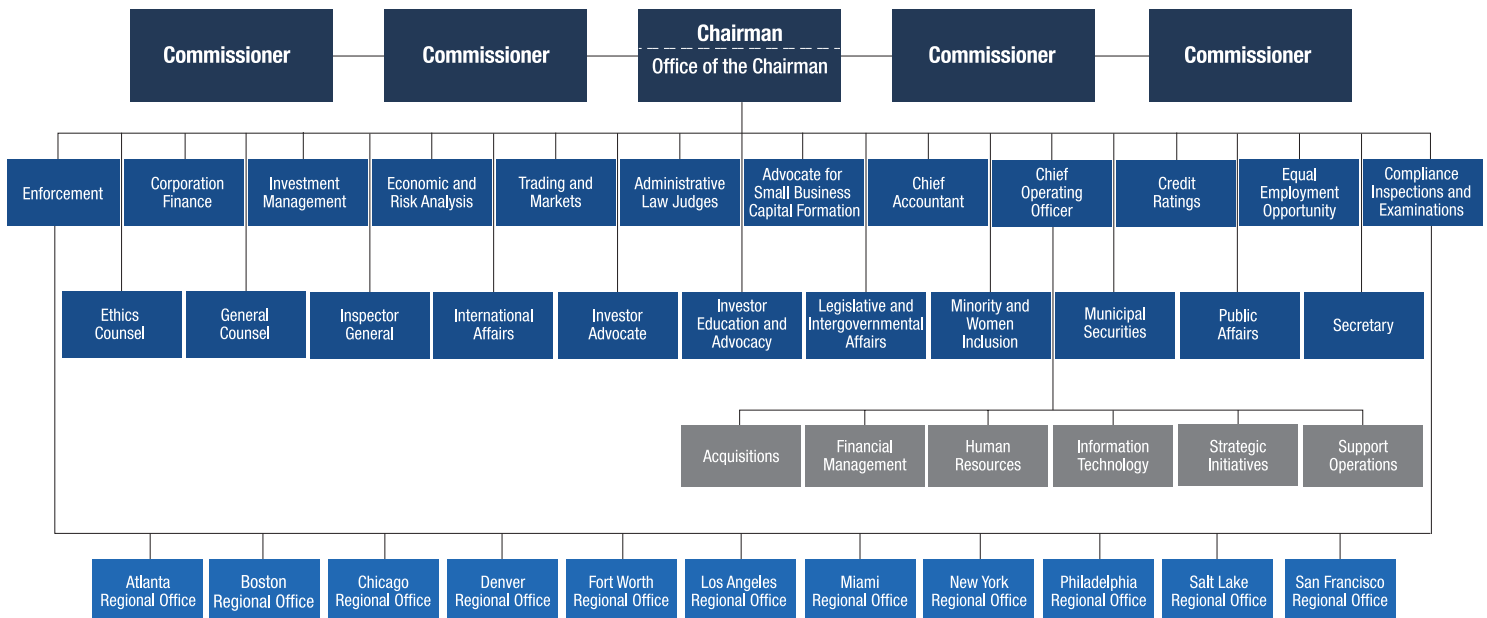 Commissioner
Commissioner
Chairman
Office of the Chairman
Commissioner
Commissioner
Enforcement
Corporation
Finance
Investment
Management
Economic and
Risk Analysis
Trading and
Markets
Administrative
Law Judges
Advocate for
Small Business
Capital Formation
Chief
Accountant
Chief
Operating
Officer
Credit
Ratings
Equal
Employment
Opportunity
Compliance
Inspections and
Examinations
Ethics
Counsel
General
Counsel
Inspector
General
International
Affairs
Investor
Advocate
Investor
Education and
Advocacy
Legislative and
Intergovernmental
Affairs
Minority and
Women
Inclusion
Municipal
Securities
Public
Affairs
Secretary
Acquisitions
Financial
Management
Human
Resources
Information
Technology
Strategic
Initiatives
Support
Operations
Atlanta
Regional Office
Boston
Regional Office
Chicago
Regional Office
Denver
Regional Office
Fort Worth
Regional Office
Los Angeles
Regional Office
Miami
Regional Office
New York
Regional Office
Philadelphia
Regional Office
Salt Lake
Regional Office
San Francisco
Regional Office